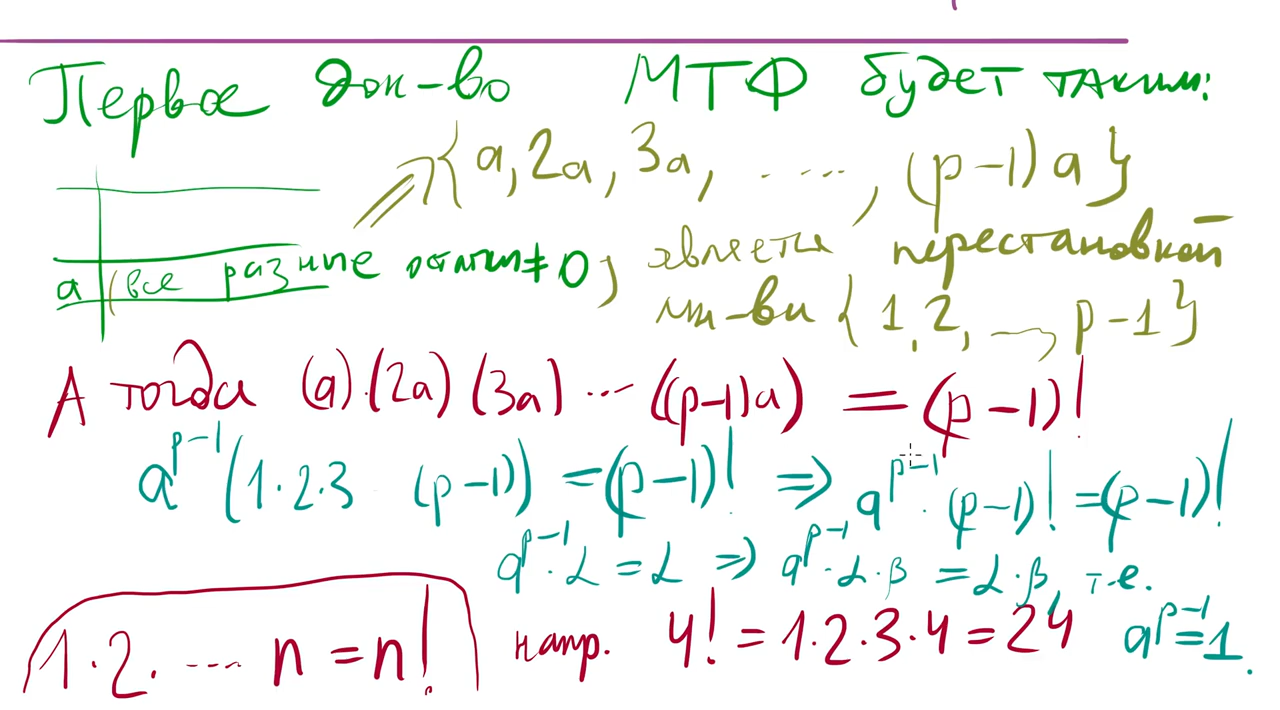 Первое док-во МТФ будет таким:
{a, 2a, 3a, ....., (p-1)a}
a (все разные остатки ≠ 0) является перестановкой
мн-ви {1, 2, ..., p-1}
А тогда (a)·(2a)(3a)...((p-1)a) = (p-1)!
a^{p-1}(1·2·3 (p-1)) = (p-1)! ⇒ a^{p-1}·(p-1)! = (p-1)!
a^{p-1}·α = α ⇒ a^{p-1}·α·β = α·β, т.е.
1·2· .... n = n! напр. 4! = 1·2·3·4 = 24 a^{p-1} = 1.